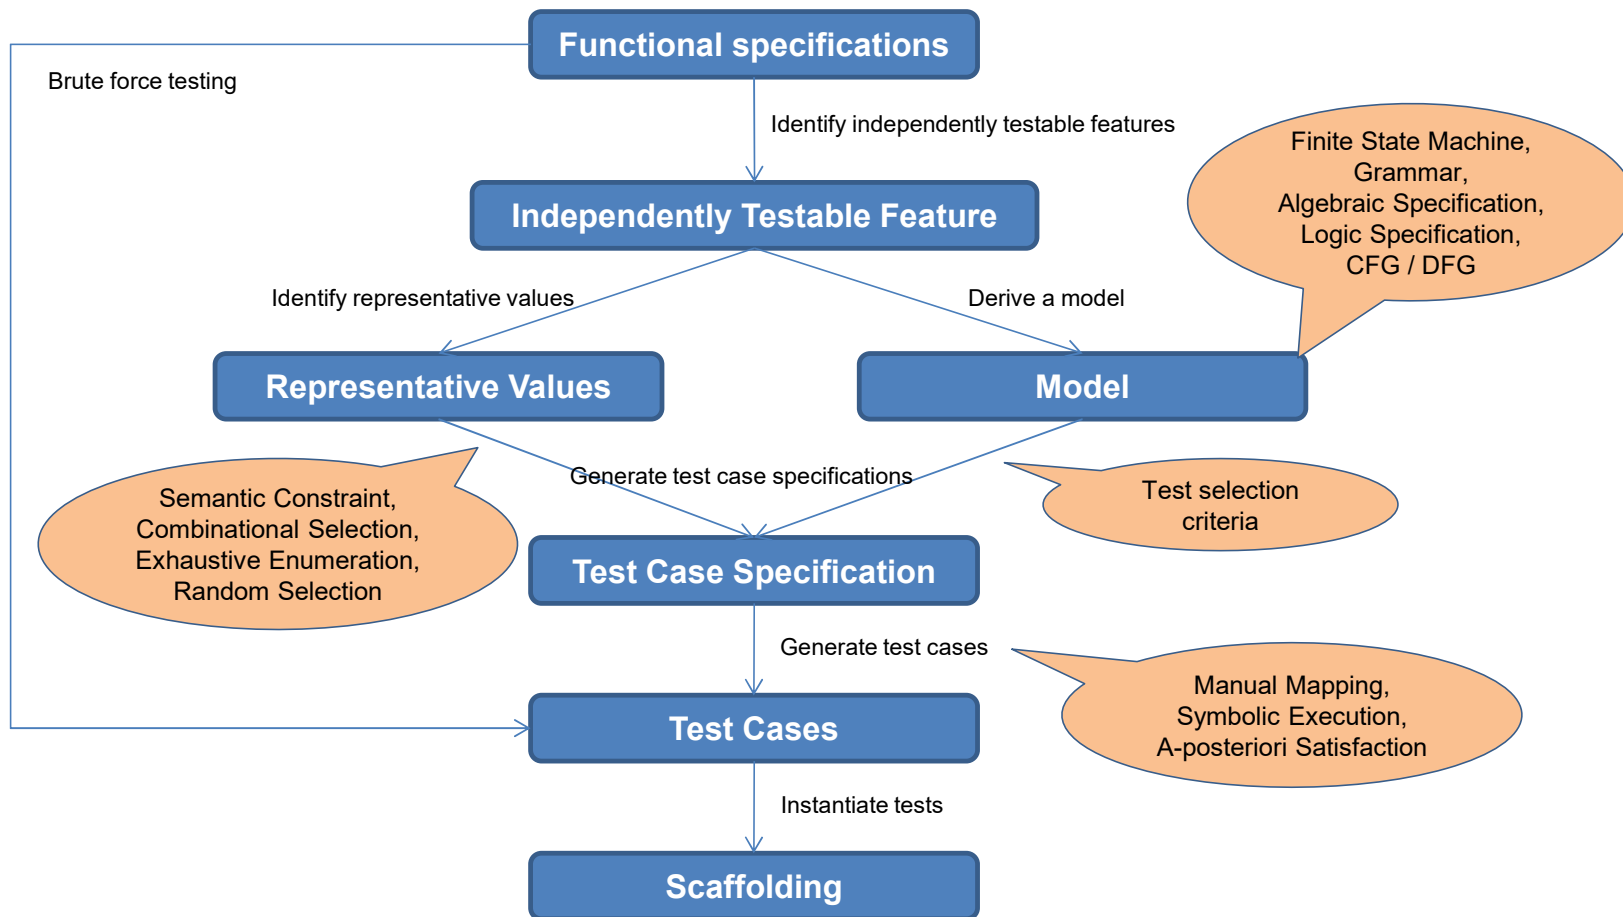 Functional specifications
Brute force testing
Identify independently testable features
Finite State Machine,
Grammar,
Algebraic Specification,
Logic Specification,
CFG / DFG
Independently Testable Feature
Identify representative values
Derive a model
Representative Values
Model
Generate test case specifications
Semantic Constraint,
Combinational Selection,
Exhaustive Enumeration,
Random Selection
Test selection
criteria
Test Case Specification
Generate test cases
Manual Mapping,
Symbolic Execution,
A-posteriori Satisfaction
Test Cases
Instantiate tests
Scaffolding